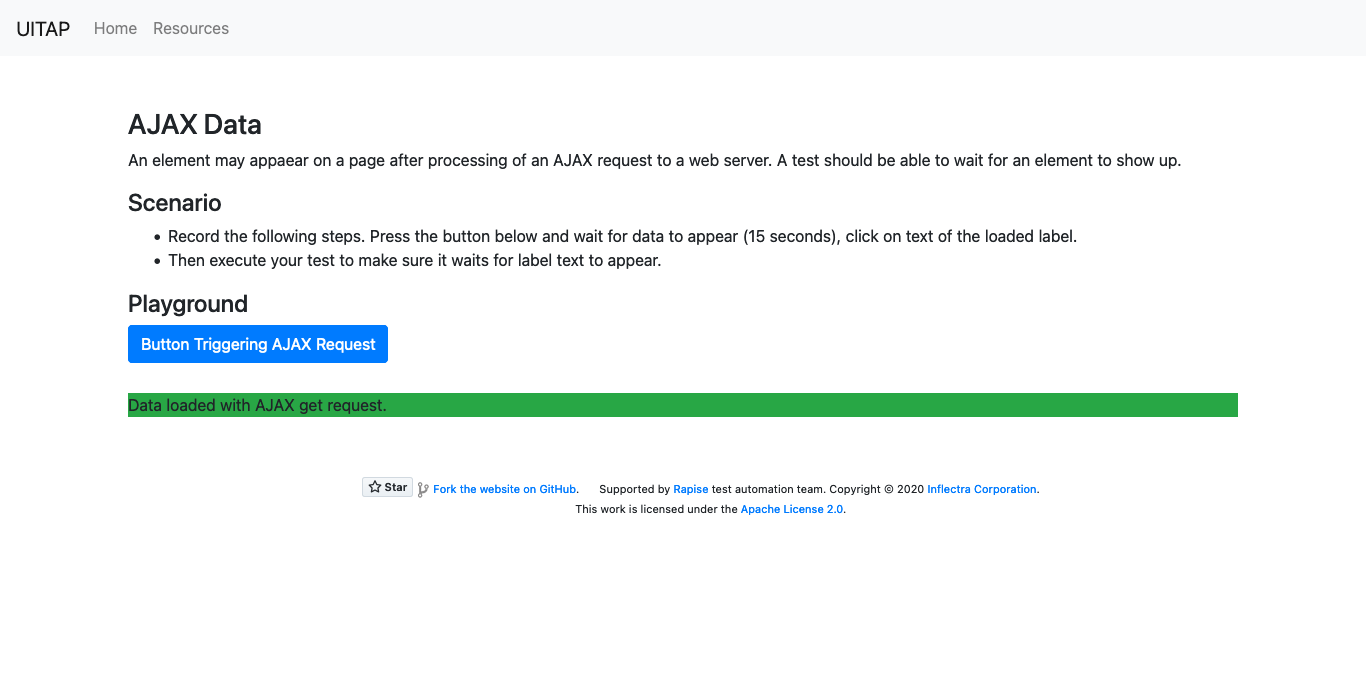 UITAP Home Resources
AJAX Data
An element may appaear on a page after processing of an AJAX request to a web server. A test should be able to wait for an element to show up.
Scenario
• Record the following steps. Press the button below and wait for data to appear (15 seconds), click on text of the loaded label.
• Then execute your test to make sure it waits for label text to appear.
Playground
Button Triggering AJAX Request
Data loaded with AJAX get request.
Star Fork the website on GitHub. Supported by Rapise test automation team. Copyright © 2020 Inflectra Corporation.
This work is licensed under the Apache License 2.0.